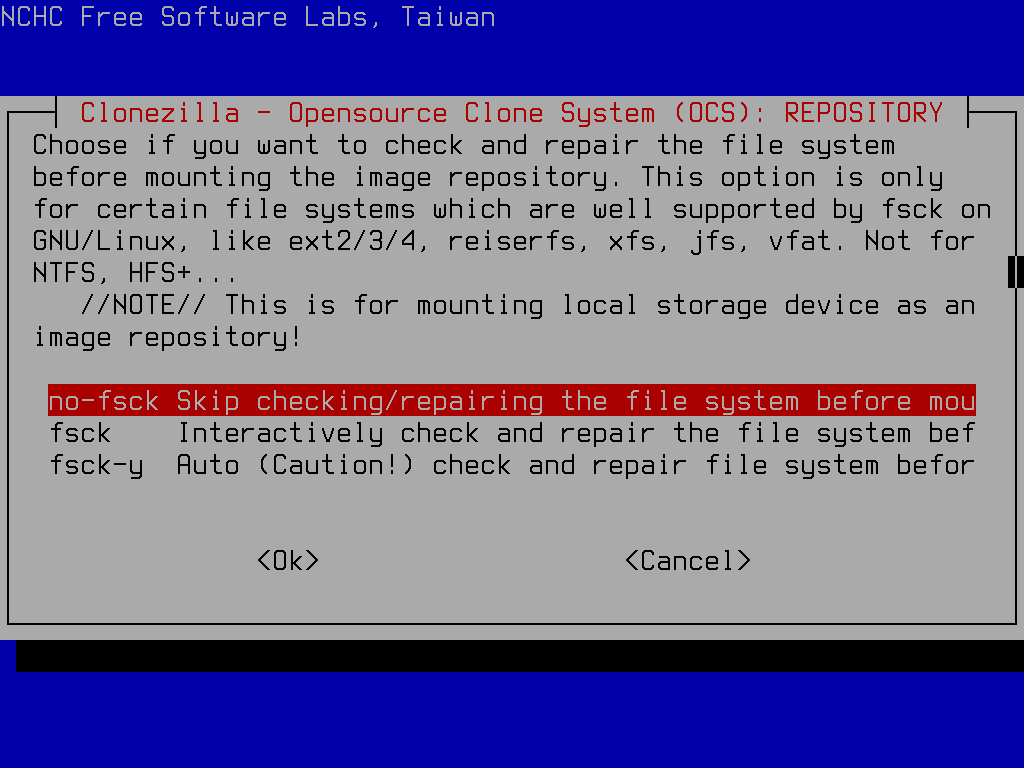 NCHC Free Software Labs, Taiwan
Clonezilla - Opensource Clone System (OCS): REPOSITORY
Choose if you want to check and repair the file system
before mounting the image repository. This option is only
for certain file systems which are well supported by fsck on
GNU/Linux, like ext2/3/4, reiserfs, xfs, jfs, vfat. Not for
NTFS, HFS+...
//NOTE// This is for mounting local storage device as an
image repository!
no-fsck Skip checking/repairing the file system before mou
fsck Interactively check and repair the file system bef
fsck-y Auto (Caution!) check and repair file system befor
<Ok> <Cancel>